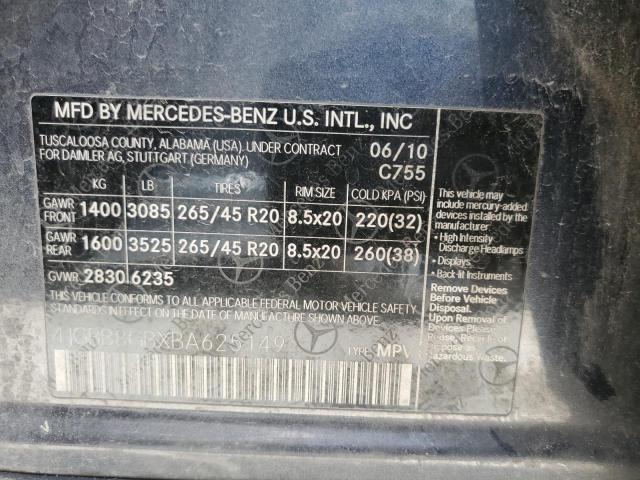 MFD BY MERCEDES-BENZ U.S. INTL., INC
TUSCALOOSA COUNTY, ALABAMA (USA). UNDER CONTRACT 06/10
FOR DAIMLER AG, STUTTGART (GERMANY) C755
KG LB TIRES RIM SIZE COLD KPA (PSI)
GAWR FRONT 1400 3085 265/45 R20 8.5x20 220(32)
GAWR REAR 1600 3525 265/45 R20 8.5x20 260(38)
GVWR 2830 6235
THIS VEHICLE CONFORMS TO ALL APPLICABLE FEDERAL MOTOR VEHICLE SAFETY
STANDARDS IN EFFECT ON THE DATE OF MANUFACTURE SHOWN ABOVE.
TYPE: MPV
This vehicle may
include mercury-added
devices installed by the
manufacturer:
• High Intensity
Discharge Headlamps
• Displays
• Back-lit Instruments
Remove Devices
Before Vehicle
Disposal.
Upon Removal of
Devices Please
Reuse, Recycle
or Dispose as
Hazardous Waste.